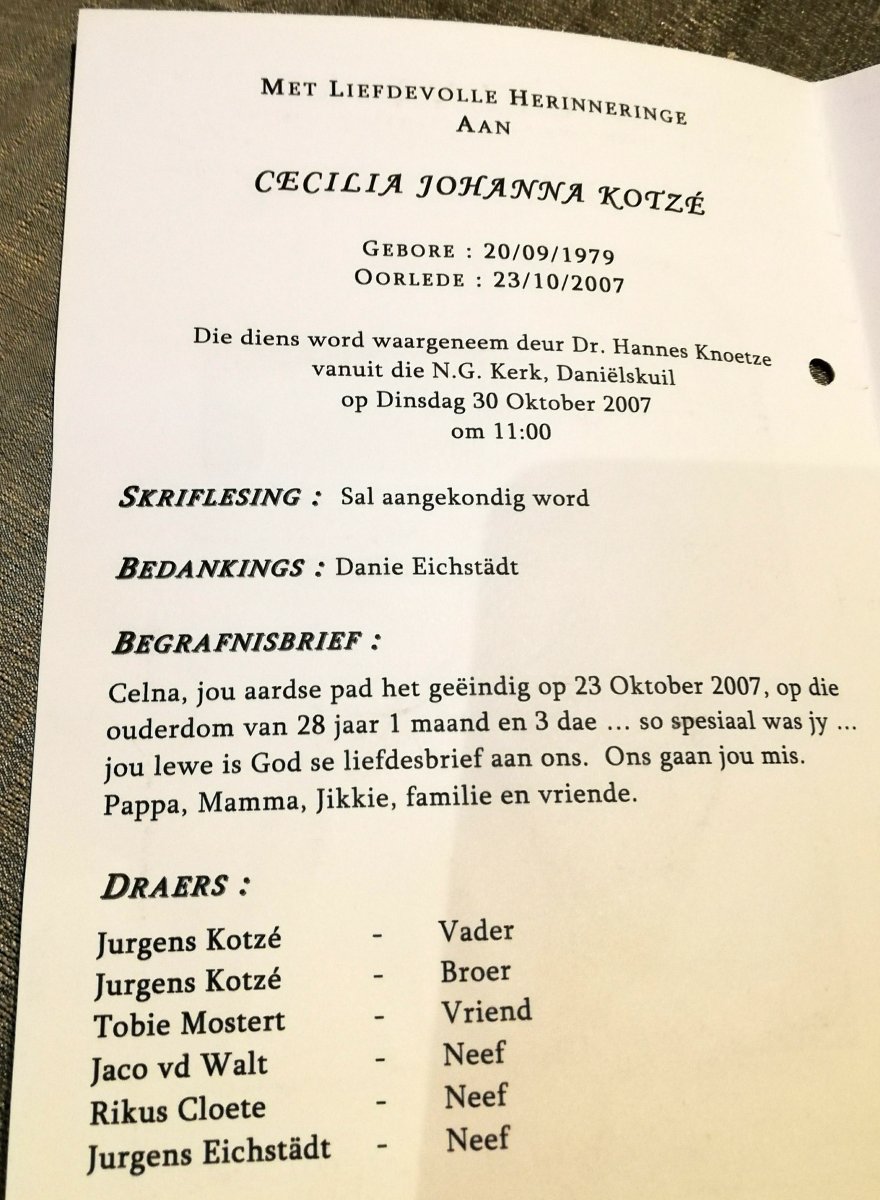 MET LIEFDEVOLLE HERINNERINGE
AAN
CECILIA JOHANNA KOTZÉ
GEBORE : 20/09/1979
OORLEDE : 23/10/2007
Die diens word waargeneem deur Dr. Hannes Knoetze
vanuit die N.G. Kerk, Daniëlskuil
op Dinsdag 30 Oktober 2007
om 11:00
SKRIFLESING : Sal aangekondig word
BEDANKINGS : Danie Eichstädt
BEGRAFNISBRIEF :
Celna, jou aardse pad het geëindig op 23 Oktober 2007, op die
ouderdom van 28 jaar 1 maand en 3 dae ... so spesiaal was jy ...
jou lewe is God se liefdesbrief aan ons. Ons gaan jou mis.
Pappa, Mamma, Jikkie, familie en vriende.
DRAERS :
Jurgens Kotzé - Vader
Jurgens Kotzé - Broer
Tobie Mostert - Vriend
Jaco vd Walt - Neef
Rikus Cloete - Neef
Jurgens Eichstädt - Neef